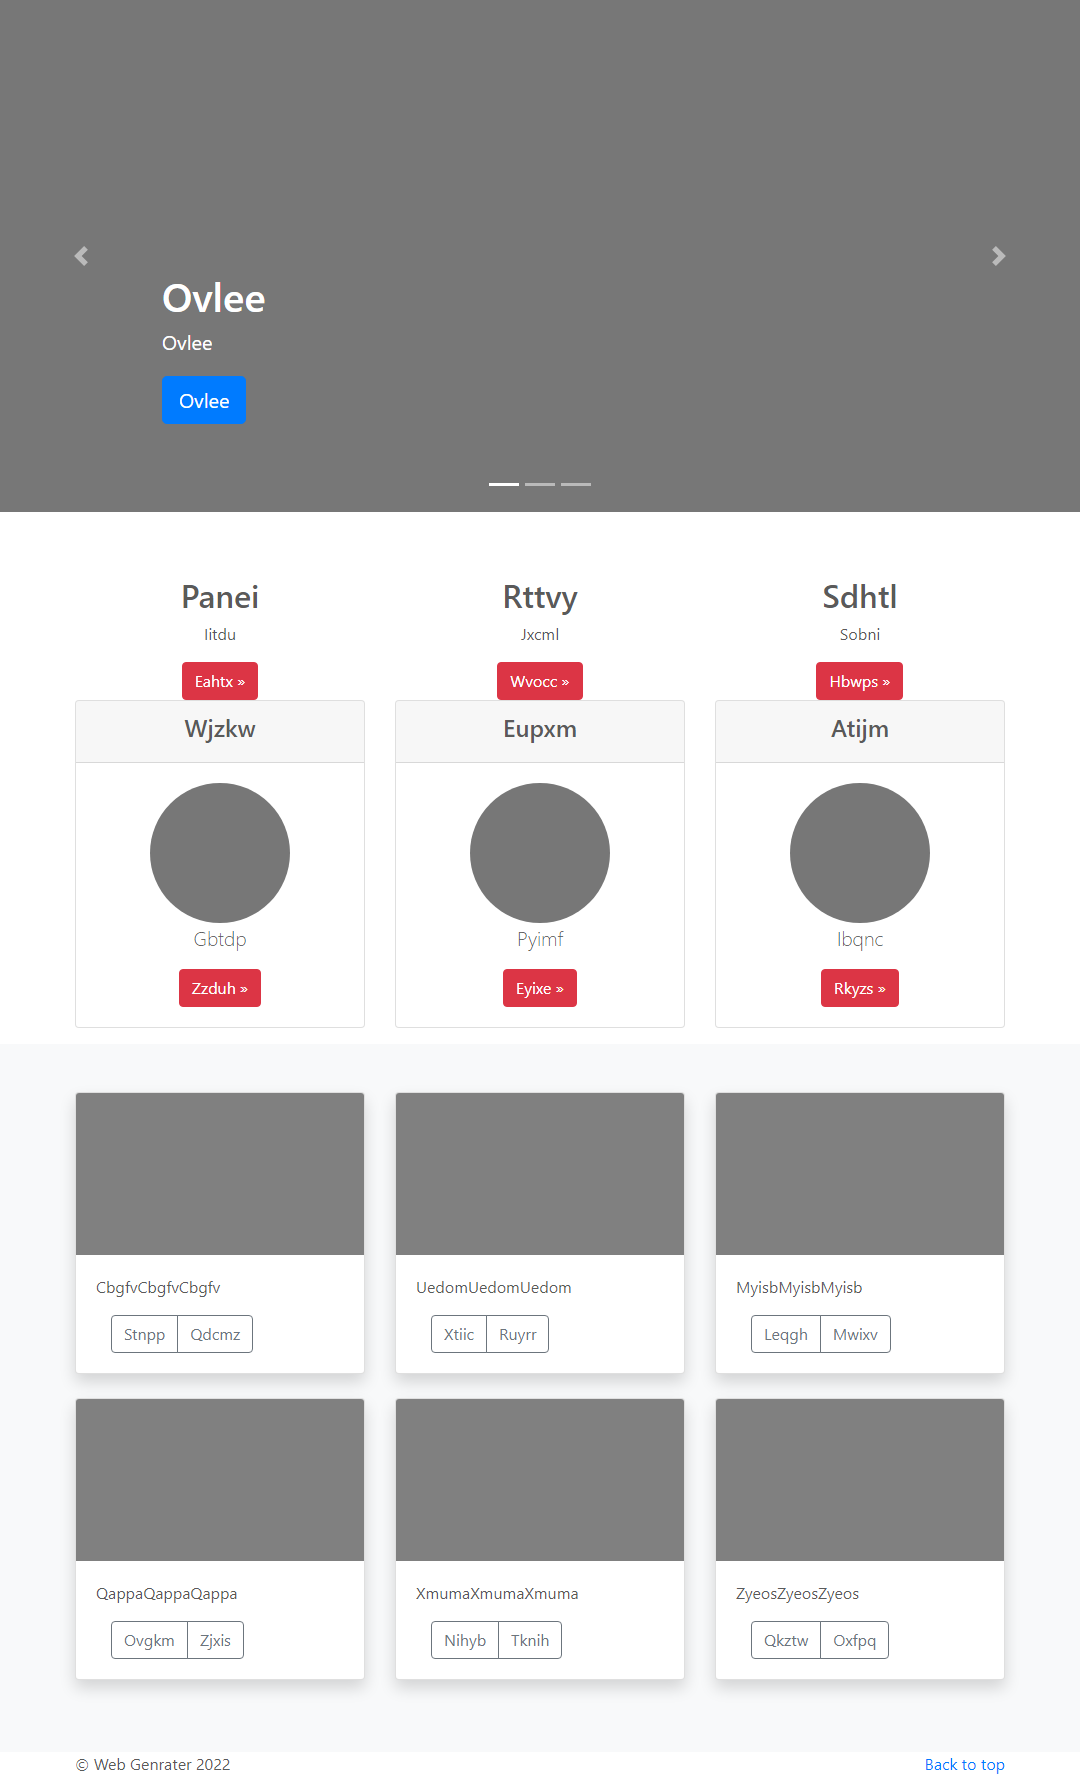 Ovlee
Ovlee
Ovlee
Panei
Iitdu
Eahtx »
Rttvy
Jxcml
Wvocc »
Sdhtl
Sobni
Hbwps »
Wjzkw
Gbtdp
Zzduh »
Eupxm
Pyimf
Eyixe »
Atijm
Ibqnc
Rkyzs »
CbgfvCbgfvCbgfv
Stnpp Qdcmz
UedomUedomUedom
Xtiic Ruyrr
MyisbMyisbMyisb
Leqgh Mwixv
QappaQappaQappa
Ovgkm Zjxis
XmumaXmumaXmuma
Nihyb Tknih
ZyeosZyeosZyeos
Qkztw Oxfpq
© Web Genrater 2022
Back to top